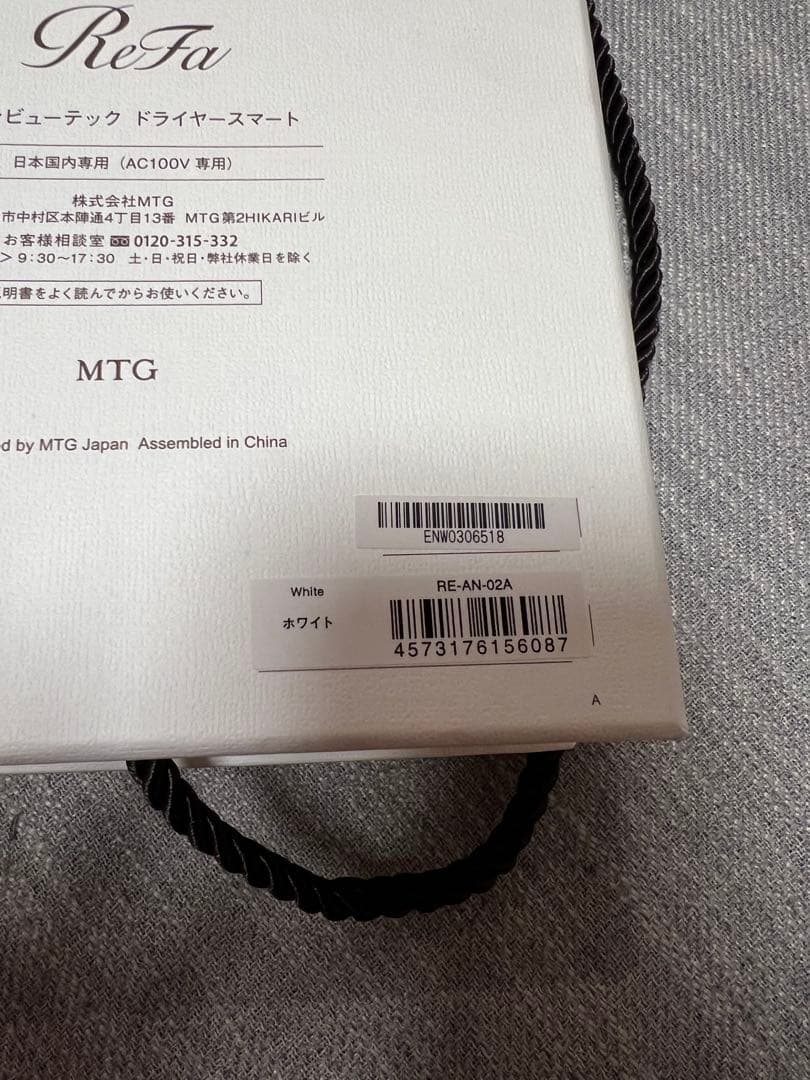 ReFa
ビューテック ドライヤースマート
日本国内専用（AC100V 専用）
株式会社MTG
市中村区本陣通4丁目13番 MTG第2HIKARIビル
お客様相談室 0120-315-332
> 9:30〜17:30 土・日・祝日・弊社休業日を除く
明書をよく読んでからお使いください。
MTG
ed by MTG Japan Assembled in China
ENW0306518
White
RE-AN-02A
ホワイト
4573176156087
A